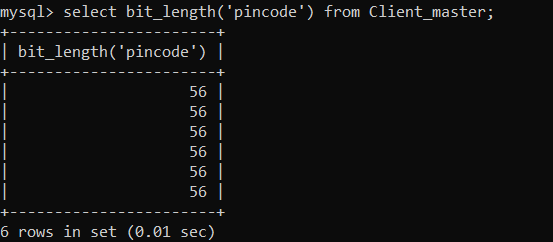 mysql> select bit_length('pincode') from Client_master;
+-----------------------+
| bit_length('pincode') |
+-----------------------+
|                    56 |
|                    56 |
|                    56 |
|                    56 |
|                    56 |
|                    56 |
+-----------------------+
6 rows in set (0.01 sec)